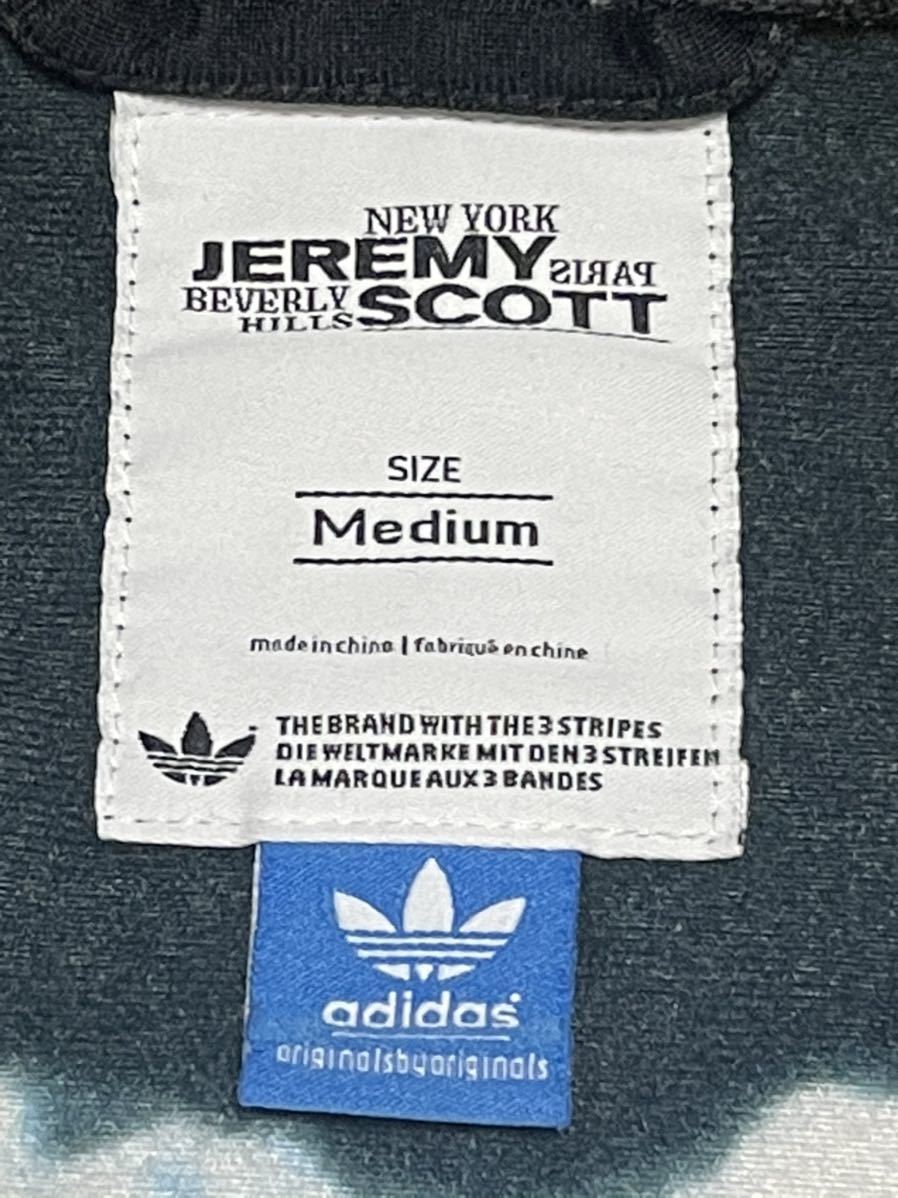 NEW YORK
JEREMY PARIS
BEVERLY HILLS SCOTT
SIZE
Medium
made in china | fabriqué en chine
THE BRAND WITH THE 3 STRIPES
DIE WELTMARKE MIT DEN 3 STREIFEN
LA MARQUE AUX 3 BANDES
adidas
originalsbyoriginals